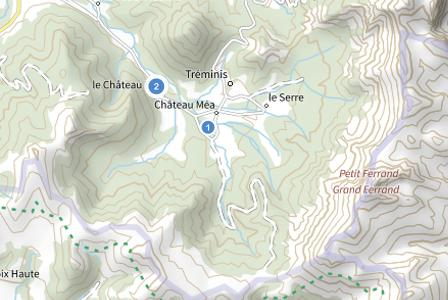 Tréminis
le Château
2
Château Méa
le Serre
1
Petit Ferrand
Grand Ferrand
oix Haute